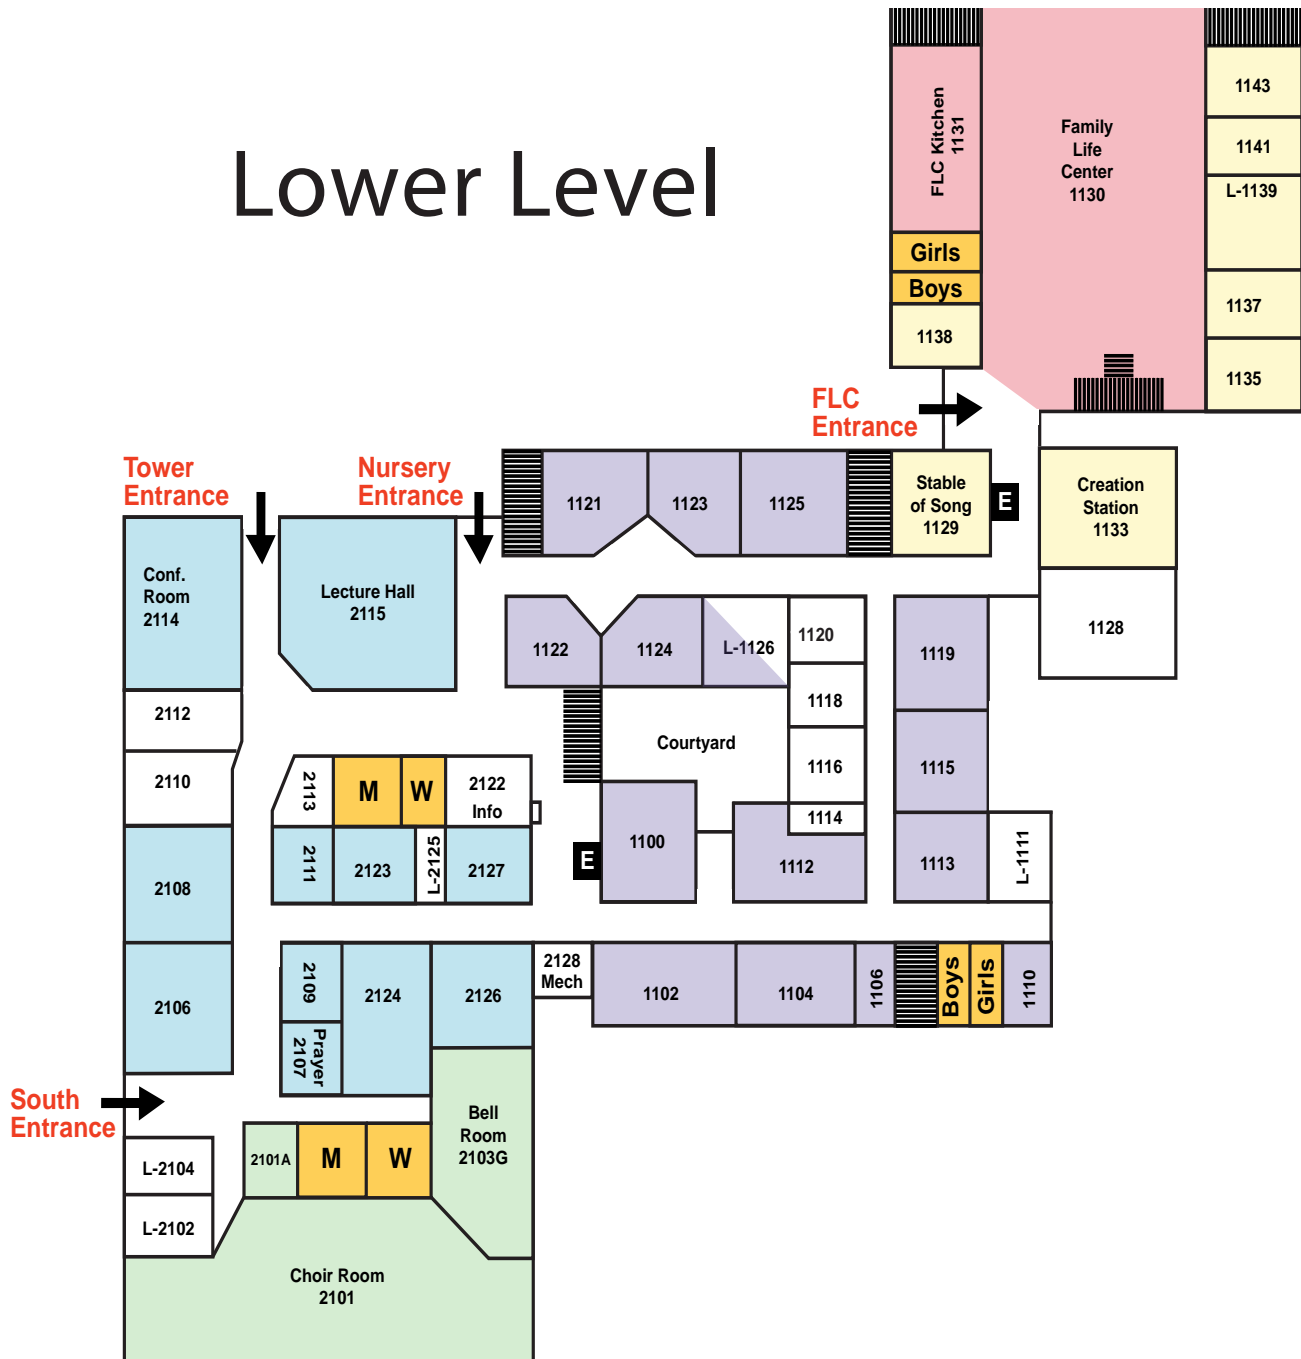 Lower Level
FLC Kitchen
1131
Family
Life
Center
1130
1143
1141
L-1139
1137
1135
Girls
Boys
1138
FLC
Entrance
Tower
Entrance
Nursery
Entrance
1121
1123
1125
Stable
of Song
1129
E
Creation
Station
1133
Conf.
Room
2114
Lecture Hall
2115
1122
1124
L-1126
1120
1119
1128
2112
1118
Courtyard
2110
2113
M
W
2122
Info
1116
1115
1114
2108
2111
2123
L-2125
2127
E
1100
1112
1113
L-1111
2106
2109
2124
2126
2128
Mech
1102
1104
1106
Boys
Girls
1110
Prayer
2107
South
Entrance
Bell
Room
2103G
L-2104
2101A
M
W
L-2102
Choir Room
2101